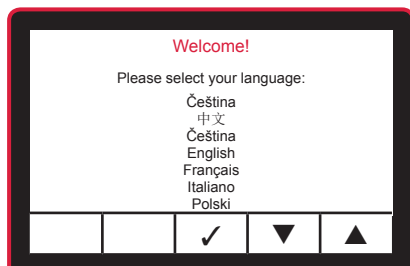 Welcome!
Please select your language:
Čeština
中文
Čeština
English
Français
Italiano
Polski